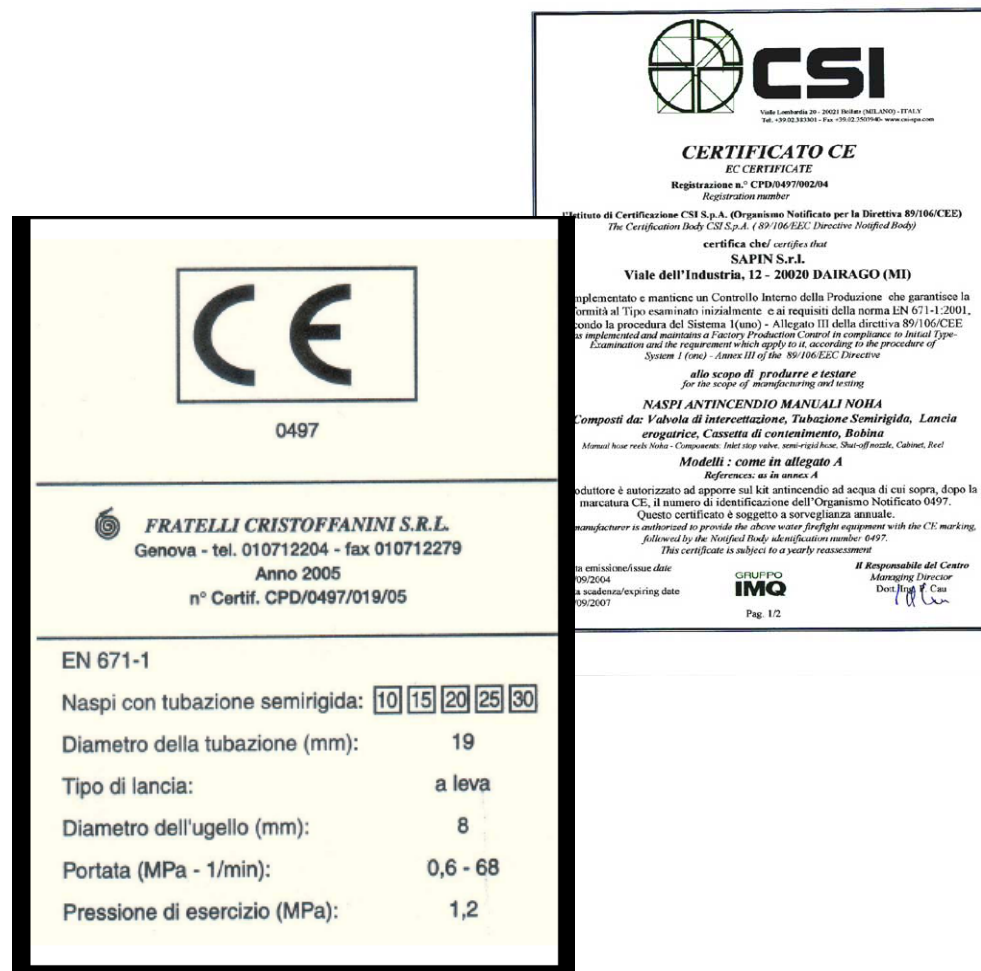 CSI
Viale Lombardia 20 - 20021 Bollate (MILANO) - ITALY
Tel. +39.02.383301 - Fax +39.02.3503940- www.csi-spa.com
CERTIFICATO CE
EC CERTIFICATE
Registrazione n.° CPD/0497/002/04
Registration number
l'Istituto di Certificazione CSI S.p.A. (Organismo Notificato per la Direttiva 89/106/CEE)
The Certification Body CSI S.p.A. ( 89/106/EEC Directive Notified Body)
certifica che/ certifies that
SAPIN S.r.l.
Viale dell'Industria, 12 - 20020 DAIRAGO (MI)
mplementato e mantiene un Controllo Interno della Produzione che garantisce la
formità al Tipo esaminato inizialmente e ai requisiti della norma EN 671-1:2001,
condo la procedura del Sistema 1(uno) - Allegato III della direttiva 89/106/CEE
as implemented and maintains a Factory Production Control in compliance to Initial Type-
Examination and the requirement which apply to it, according to the procedure of
System 1 (one) - Annex III of the 89/106/EEC Directive
allo scopo di produrre e testare
for the scope of manufacturing and testing
NASPI ANTINCENDIO MANUALI NOHA
Composti da: Valvola di intercettazione, Tubazione Semirigida, Lancia
erogatrice, Cassetta di contenimento, Bobina
Manual hose reels Noha - Components: Inlet stop valve, semi-rigid hose, Shut-off nozzle, Cabinet, Reel
Modelli : come in allegato A
References: as in annex A
oduttore è autorizzato ad apporre sul kit antincendio ad acqua di cui sopra, dopo la
marcatura CE, il numero di identificazione dell'Organismo Notificato 0497.
Questo certificato è soggetto a sorveglianza annuale.
manufacturer is authorized to provide the above water firefight equipment with the CE marking,
followed by the Notified Body identification number 0497.
This certificate is subject to a yearly reassessment
ta emissione/issue date
/09/2004
a scadenza/expiring date
/09/2007
GRUPPO
IMQ
Pag. 1/2
Il Responsabile del Centro
Managing Director
Dott. Ing. P. Cau
CE
0497
FRATELLI CRISTOFFANINI S.R.L.
Genova - tel. 010712204 - fax 010712279
Anno 2005
n° Certif. CPD/0497/019/05
EN 671-1
Naspi con tubazione semirigida: 10 15 20 25 30
Diametro della tubazione (mm): 19
Tipo di lancia: a leva
Diametro dell'ugello (mm): 8
Portata (MPa - 1/min): 0,6 - 68
Pressione di esercizio (MPa): 1,2